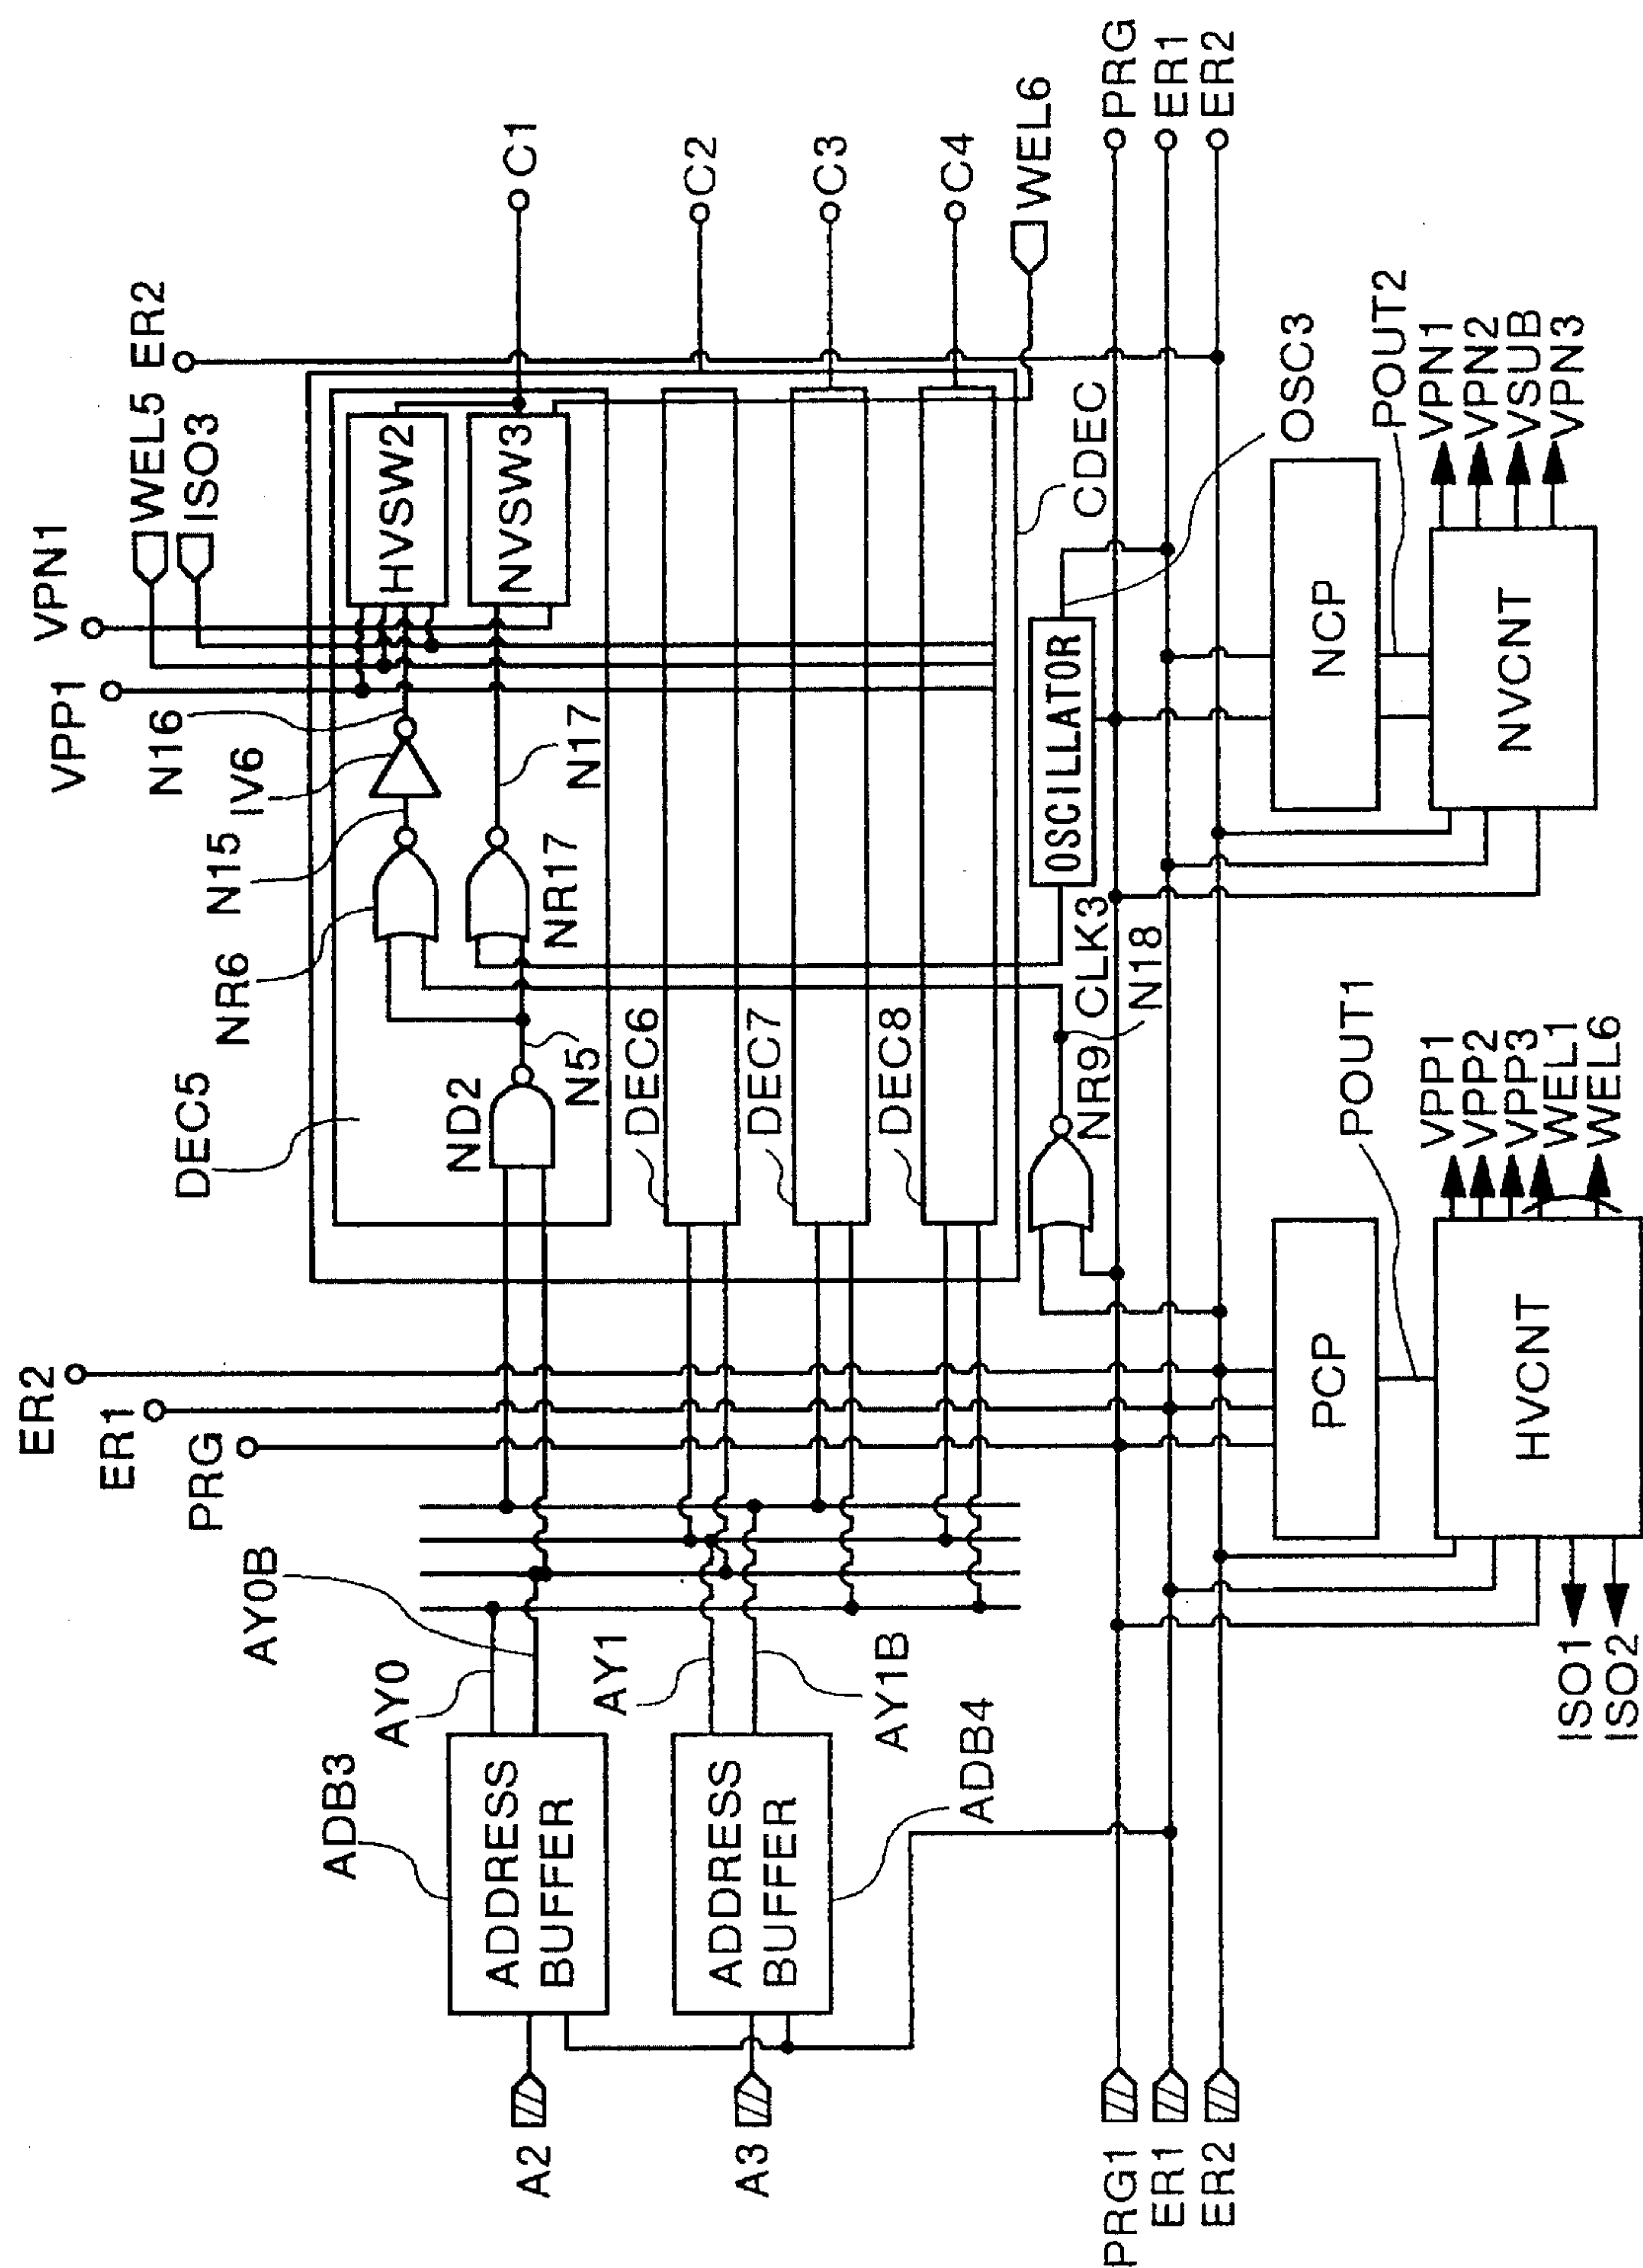 ER2
ER1
PRG
VPP1
VPN1
WEL5
ISO3
ER2
N16
IV6
N15
NR6
DEC5
HVSW2
NVSW3
N17
NR17
ND2
N5
C1
C2
C3
C4
WEL6
DEC6
DEC7
DEC8
CDEC
AY0B
AY0
AY1
AY1B
ADB3
ADDRESS
BUFFER
ADDRESS
BUFFER
ADB4
A2
A3
OSCILLATOR
OSC3
CLK3
N18
NR9
PRG
ER1
ER2
PRG1
ER1
ER2
PCP
POUT1
HVCNT
VPP1
VPP2
VPP3
WEL1
WEL6
ISO1
ISO2
NCP
POUT2
NVCNT
VPN1
VPN2
VSUB
VPN3